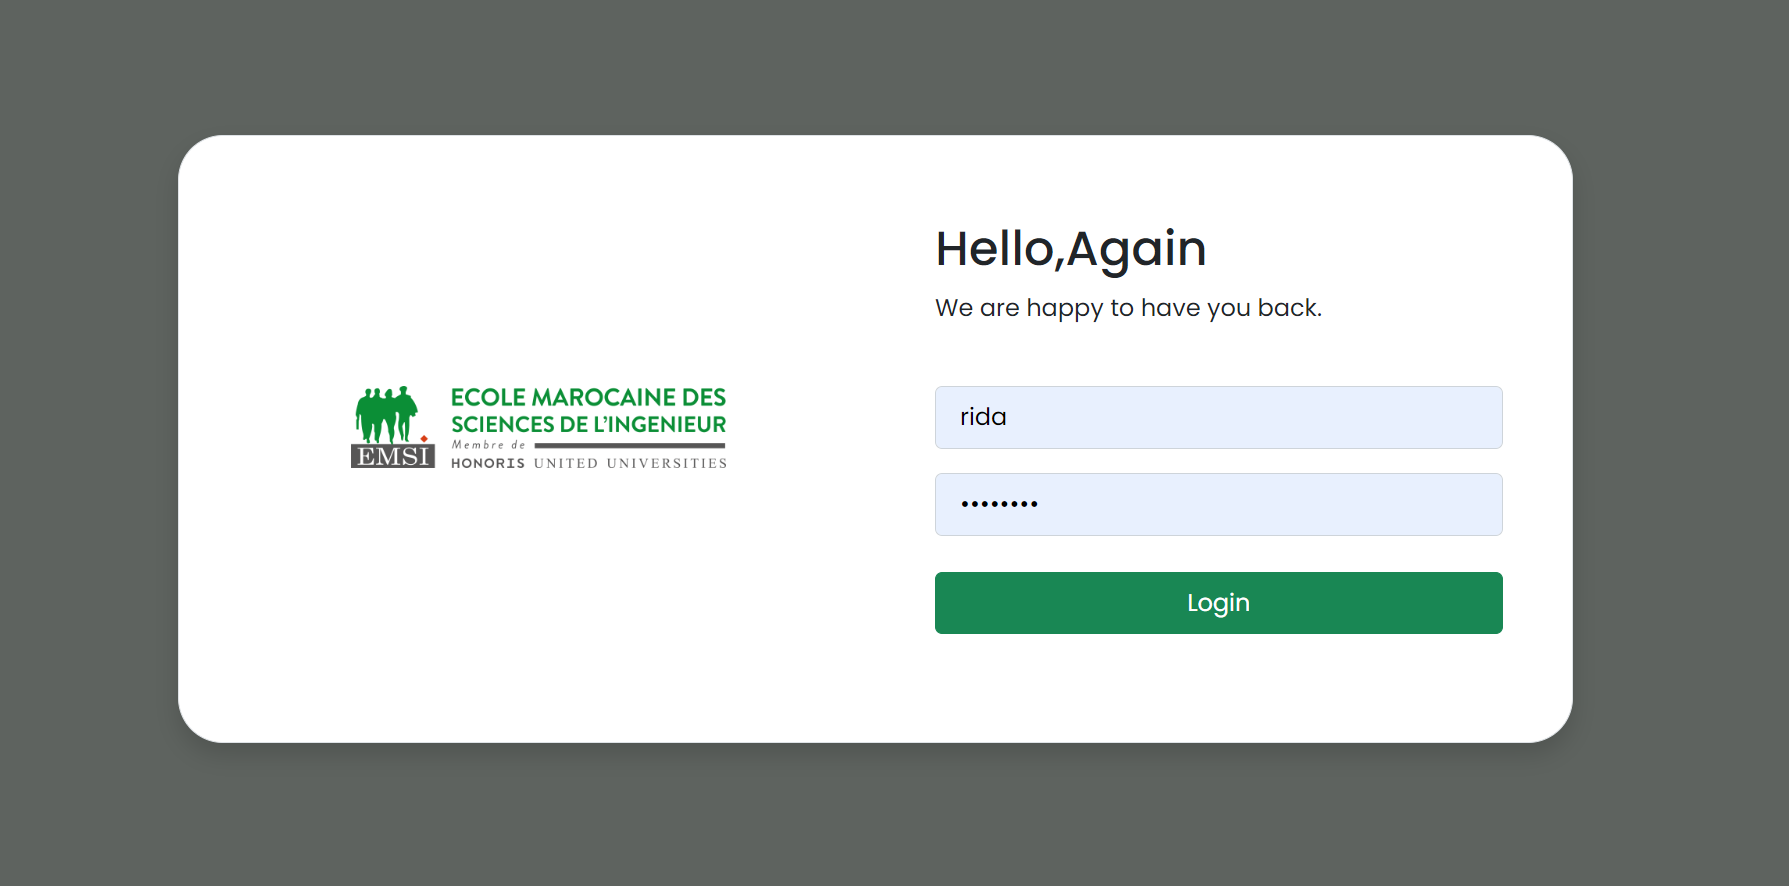 ECOLE MAROCAINE DES
SCIENCES DE L'INGENIEUR
Membre de
EMSI
HONORIS UNITED UNIVERSITIES
Hello,Again
We are happy to have you back.
rida
••••••••
Login